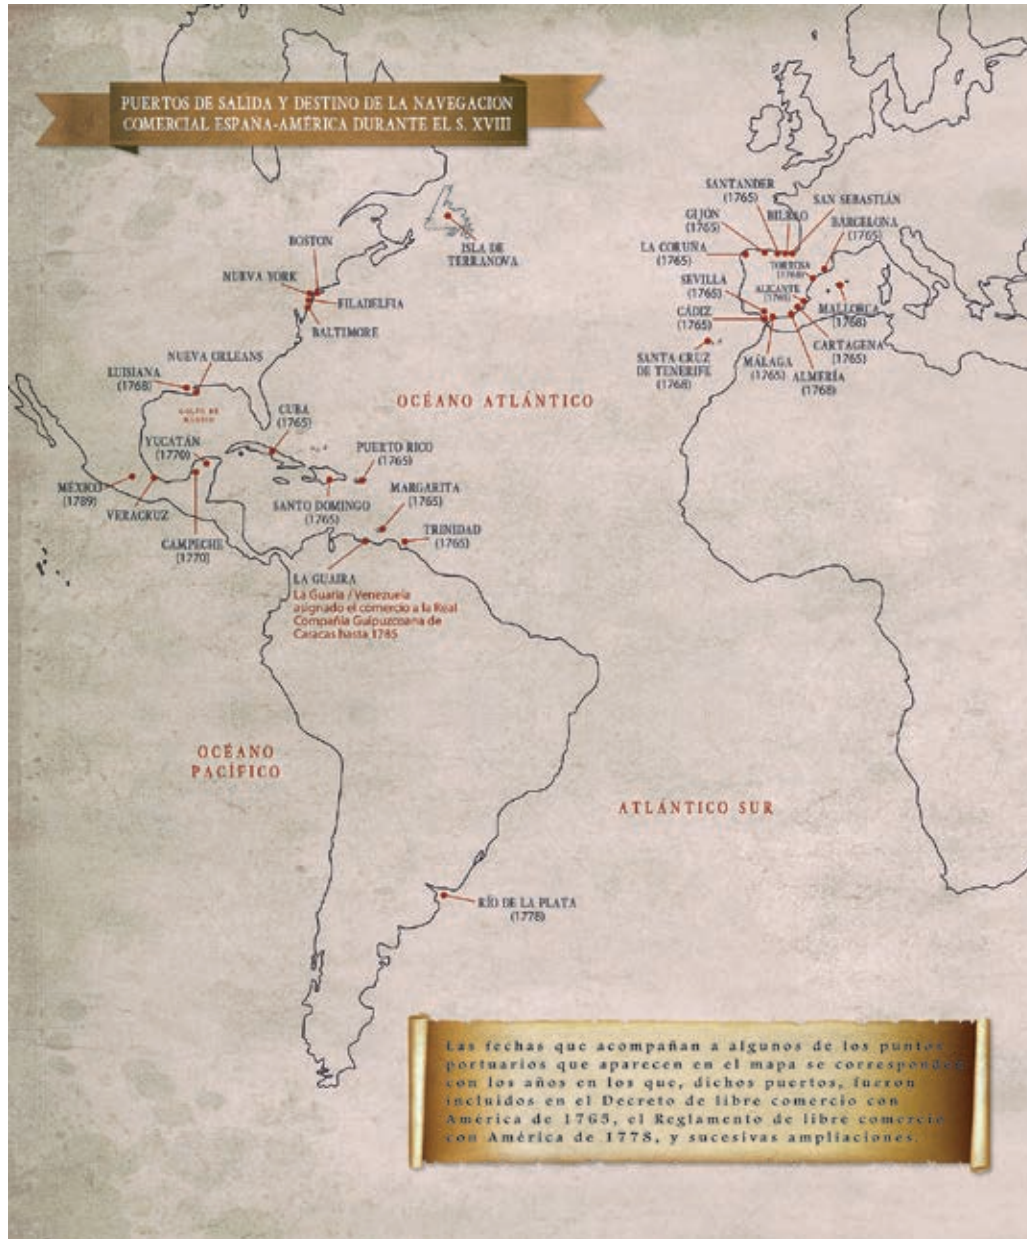 PUERTOS DE SALIDA Y DESTINO DE LA NAVEGACION
COMERCIAL ESPANA-AMÉRICA DURANTE EL S. XVIII
SANTANDER
(1765)
SAN SEBASTIÁN
GIJÓN
(1765)
BILBAO
BARCELONA
(1765)
LA CORUÑA
(1765)
TORTOSA
SEVILLA
(1765)
ALICANTE
(1765)
CÁDIZ
(1765)
MALLORCA
(1768)
CARTAGENA
(1765)
SANTA CRUZ
DE TENERIFE
(1768)
MÁLAGA
(1765)
ALMERÍA
(1768)
ISLA DE
TERRANOVA
BOSTON
NUEVA YORK
FILADELFIA
BALTIMORE
NUEVA ORLEANS
LUISIANA
(1768)
GOLFO DE
OCÉANO ATLÁNTICO
CUBA
(1765)
YUCATÁN
(1770)
PUERTO RICO
(1765)
MÉXICO
(1789)
MARGARITA
(1765)
VERACRUZ
SANTO DOMINGO
(1765)
TRINIDAD
(1765)
CAMPECHE
(1770)
LA GUAIRA
La Guaria / Venezuela
asignado el comercio a la Real
Compañía Guipuzcoana de
Caracas hasta 1785
OCÉANO
PACÍFICO
ATLÁNTICO SUR
RÍO DE LA PLATA
(1778)
Las fechas que acompañan a algunos de los puntos
portuarios que aparecen en el mapa se corresponden
con los años en los que, dichos puertos, fueron
incluidos en el Decreto de libre comercio con
América de 1765, el Reglamento de libre comercio
con América de 1778, y sucesivas ampliaciones.